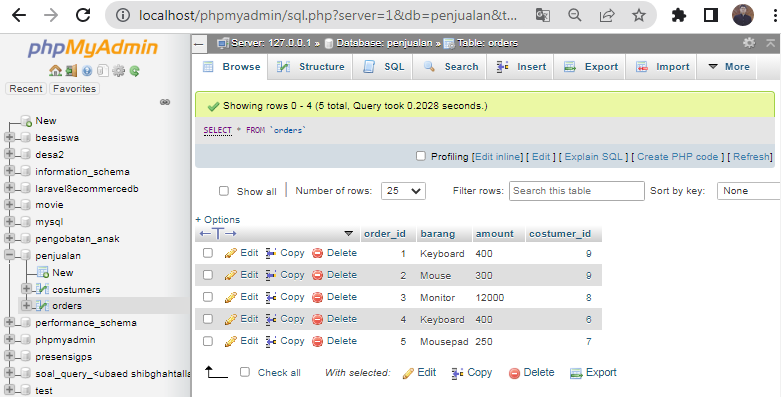 localhost/phpmyadmin/sql.php?server=1&db=penjualan&t...
phpMyAdmin
Recent Favorites
New
beasiswa
desa2
information_schema
laravel8ecommercedb
movie
mysql
pengobatan_anak
penjualan
New
costumers
orders
performance_schema
phpmyadmin
presensigps
soal_query_<ubaed shibghahtalla
test
Server: 127.0.0.1 » Database: penjualan » Table: orders
Browse Structure SQL Search Insert Export Import More
Showing rows 0 - 4 (5 total, Query took 0.2028 seconds.)
SELECT * FROM `orders`
Profiling [Edit inline] [ Edit ] [ Explain SQL ] [ Create PHP code ] [ Refresh]
Show all Number of rows: 25 Filter rows: Search this table Sort by key: None
+ Options
←T→ order_id barang amount costumer_id
Edit Copy Delete 1 Keyboard 400 9
Edit Copy Delete 2 Mouse 300 9
Edit Copy Delete 3 Monitor 12000 8
Edit Copy Delete 4 Keyboard 400 6
Edit Copy Delete 5 Mousepad 250 7
Check all With selected: Edit Copy Delete Export